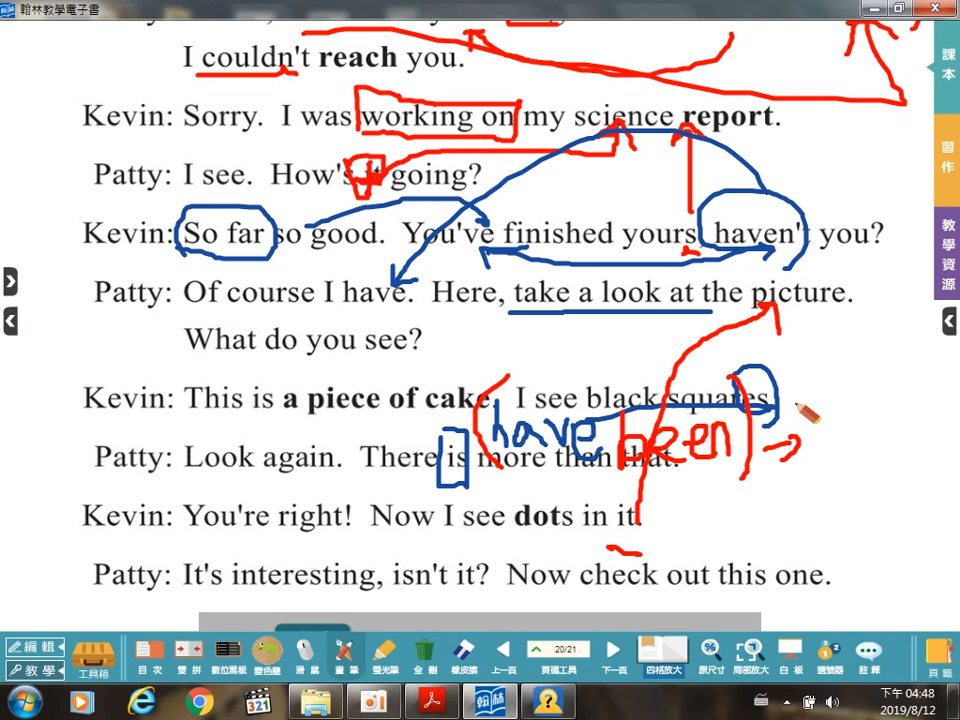 翰林教學電子書
I couldn't reach you.
Kevin: Sorry. I was working on my science report.
Patty: I see. How's it going?
Kevin: So far so good. You've finished yours, haven't you?
Patty: Of course I have. Here, take a look at the picture.
What do you see?
Kevin: This is a piece of cake. I see black squares.
(have been)
Patty: Look again. There is more than that.
Kevin: You're right! Now I see dots in it.
Patty: It's interesting, isn't it? Now check out this one.
課本
習作
教學資源
編輯
教學
工具箱
目次 雙拼 數位黑板 變色龍 滑鼠 畫筆 螢光筆 全刪 橡皮擦 上一頁 20/21 頁碼工具 下一頁 四格放大 原尺寸 局部放大 白板 選號器 註釋 頁籤
321 翰林
下午 04:48
2019/8/12